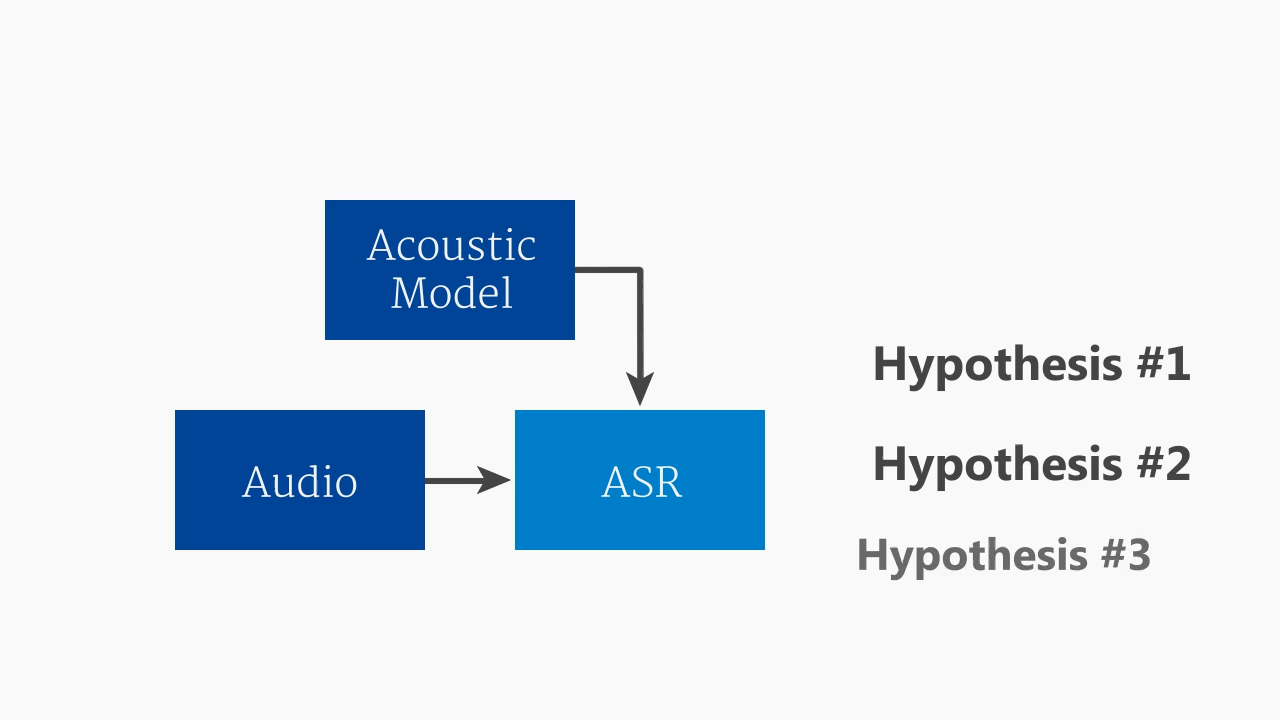 Acoustic
Model
Audio
ASR
Hypothesis #1
Hypothesis #2
Hypothesis #3